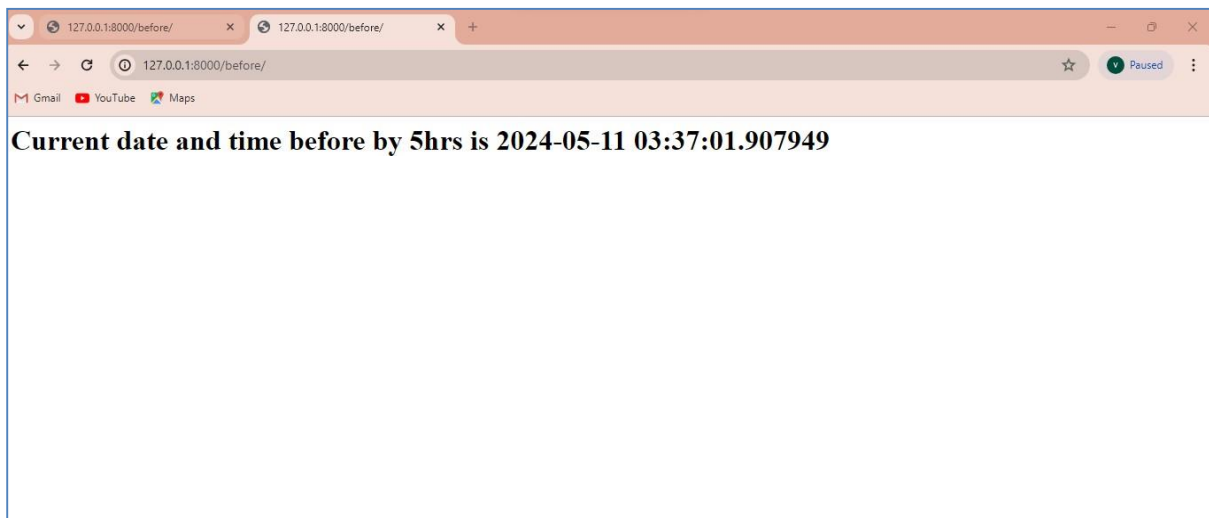 127.0.0.1:8000/before/ 127.0.0.1:8000/before/
127.0.0.1:8000/before/ V Paused
Gmail YouTube Maps
Current date and time before by 5hrs is 2024-05-11 03:37:01.907949